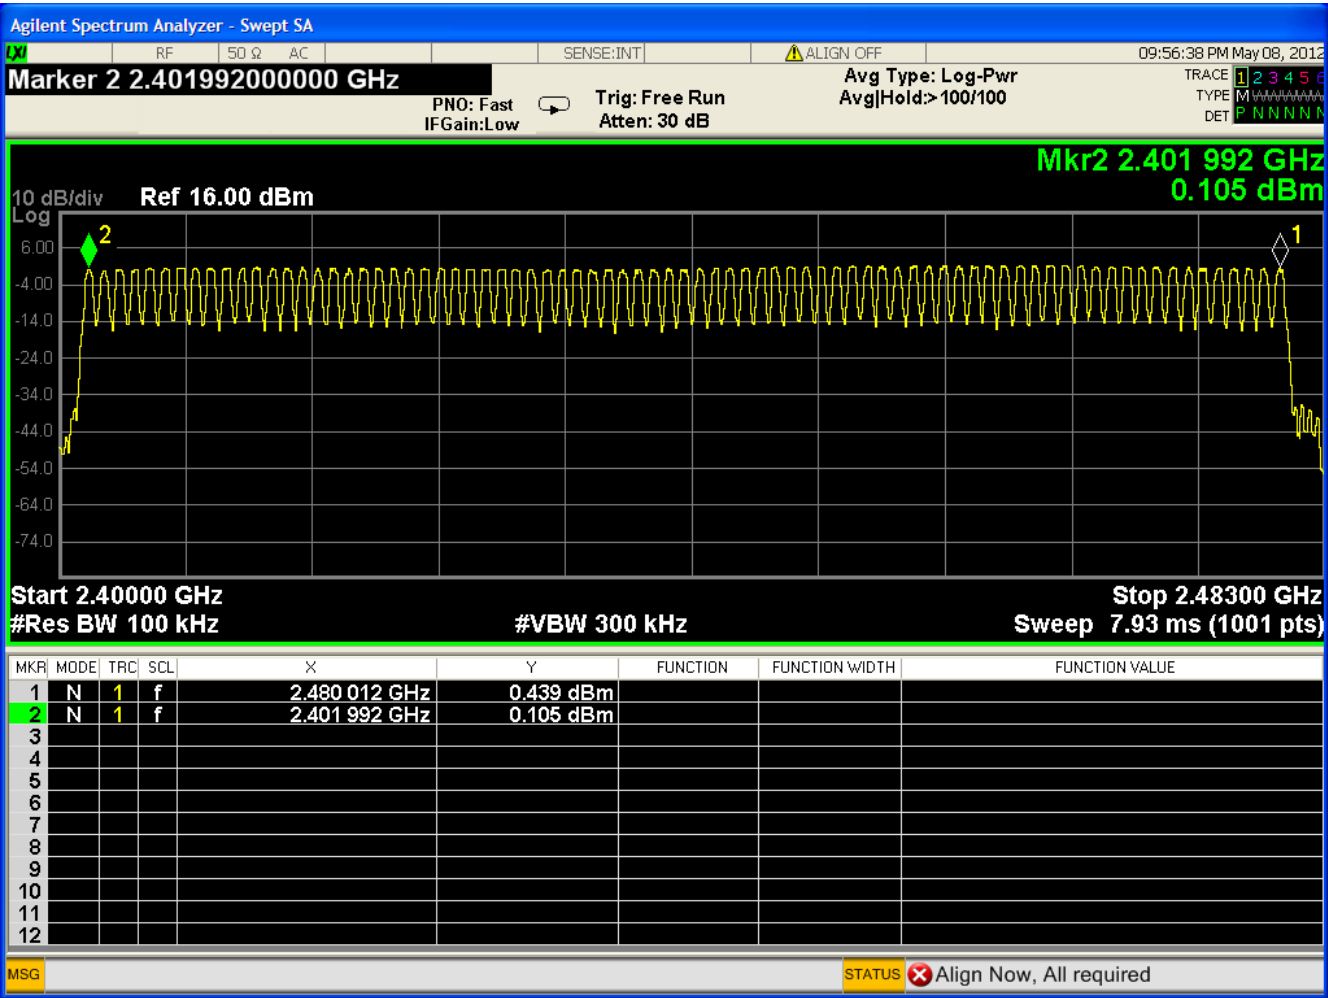 Agilent Spectrum Analyzer - Swept SA
LXI RF 50 Ω AC SENSE:INT ALIGN OFF 09:56:38 PM May 08, 2012
Marker 2 2.401992000000 GHz
PNO: Fast
IFGain:Low
Trig: Free Run
Atten: 30 dB
Avg Type: Log-Pwr
Avg|Hold:>100/100
TRACE 1 2 3 4 5 6
TYPE M
DET P N N N N N
Mkr2 2.401 992 GHz
0.105 dBm
10 dB/div Ref 16.00 dBm
Log
2
1
6.00
-4.00
-14.0
-24.0
-34.0
-44.0
-54.0
-64.0
-74.0
Start 2.40000 GHz Stop 2.48300 GHz
#Res BW 100 kHz #VBW 300 kHz Sweep 7.93 ms (1001 pts)
MKR MODE TRC SCL X Y FUNCTION FUNCTION WIDTH FUNCTION VALUE
1 N 1 f 2.480 012 GHz 0.439 dBm
2 N 1 f 2.401 992 GHz 0.105 dBm
3
4
5
6
7
8
9
10
11
12
MSG STATUS Align Now, All required